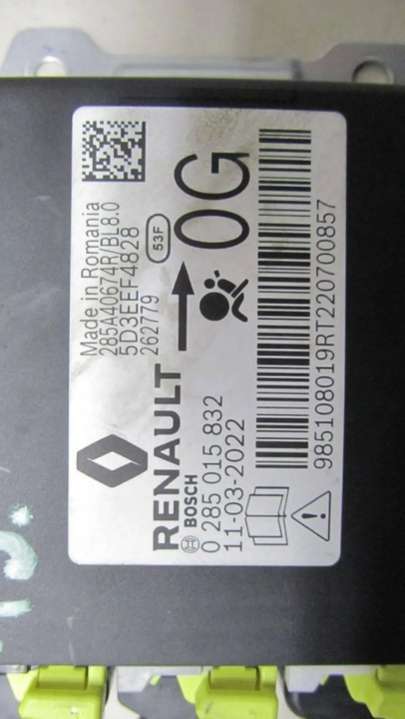 Made in Romania
285A40674R/BL8.0
5D3EEF4828
262779
53F
0G
RENAULT
BOSCH
0 285 015 832
11-03-2022
985108019RT220700857